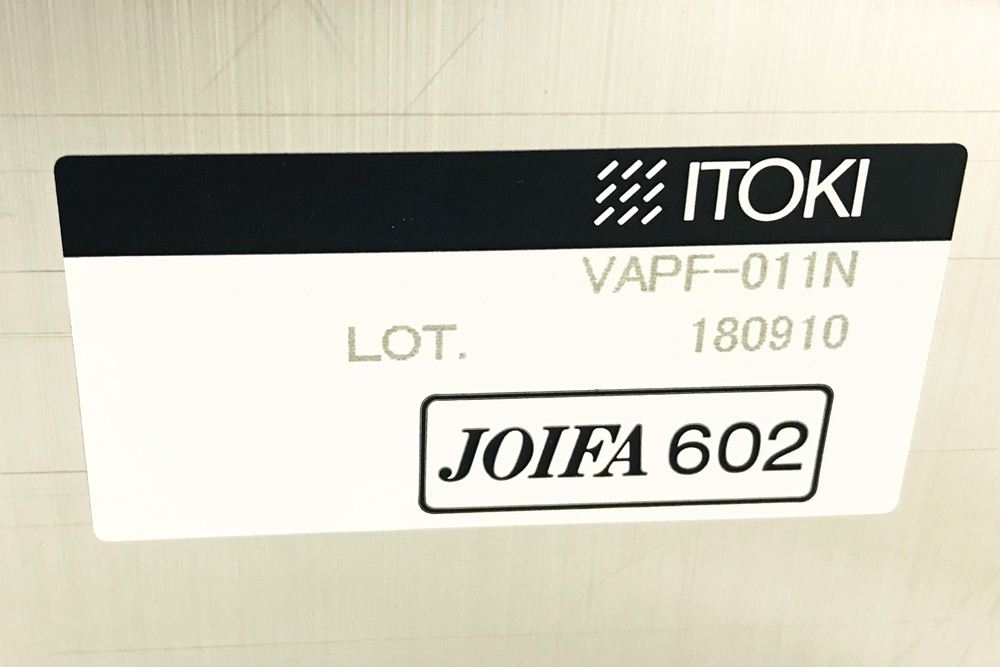 ITOKI
VAPF-011N
LOT. 180910
JOIFA 602